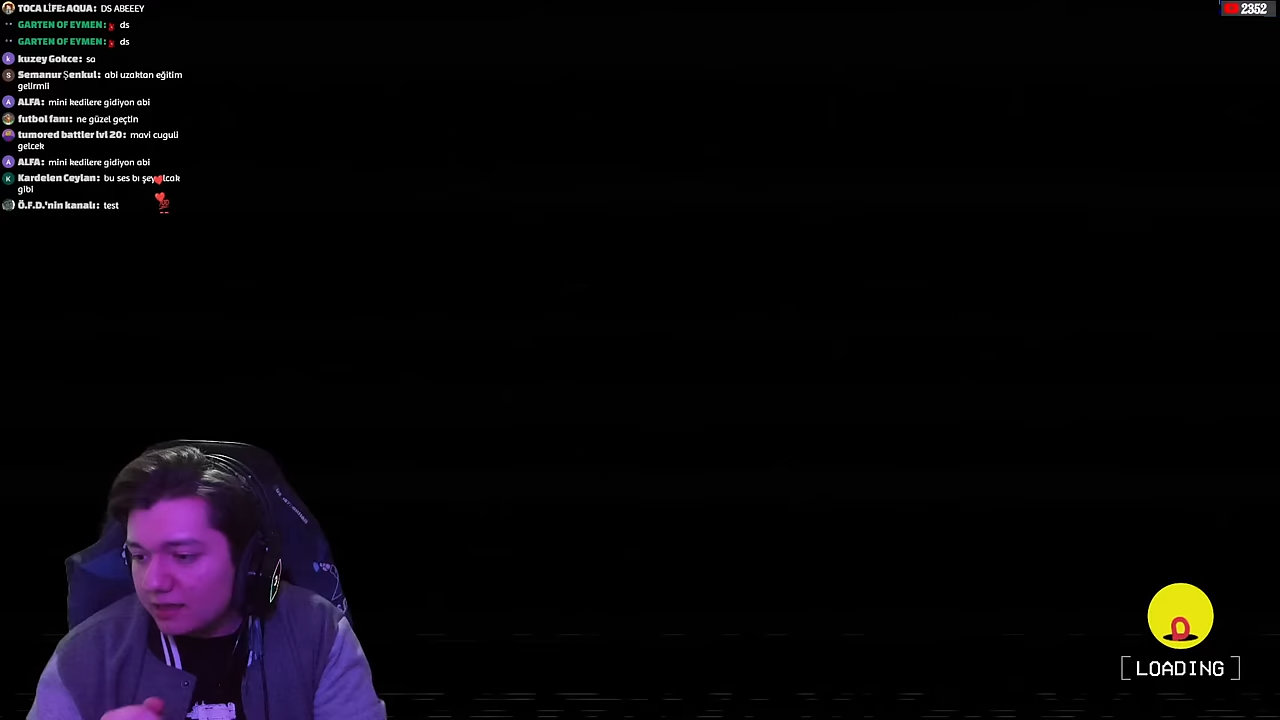 TOCA LİFE: AQUA: DS ABEEEY
2352
GARTEN OF EYMEN: ds
GARTEN OF EYMEN: ds
kuzey Gokce: sa
Semanur Şenkul: abi uzaktan eğitim
gelirmii
ALFA: mini kedilere gidiyon abi
futbol fanı: ne güzel geçtin
tumored battler lvl 20: mavi cuguli
gelcek
ALFA: mini kedilere gidiyon abi
Kardelen Ceylan: bu ses bı
gibi
Ö.F.D.'nin kanalı: test
[LOADING]